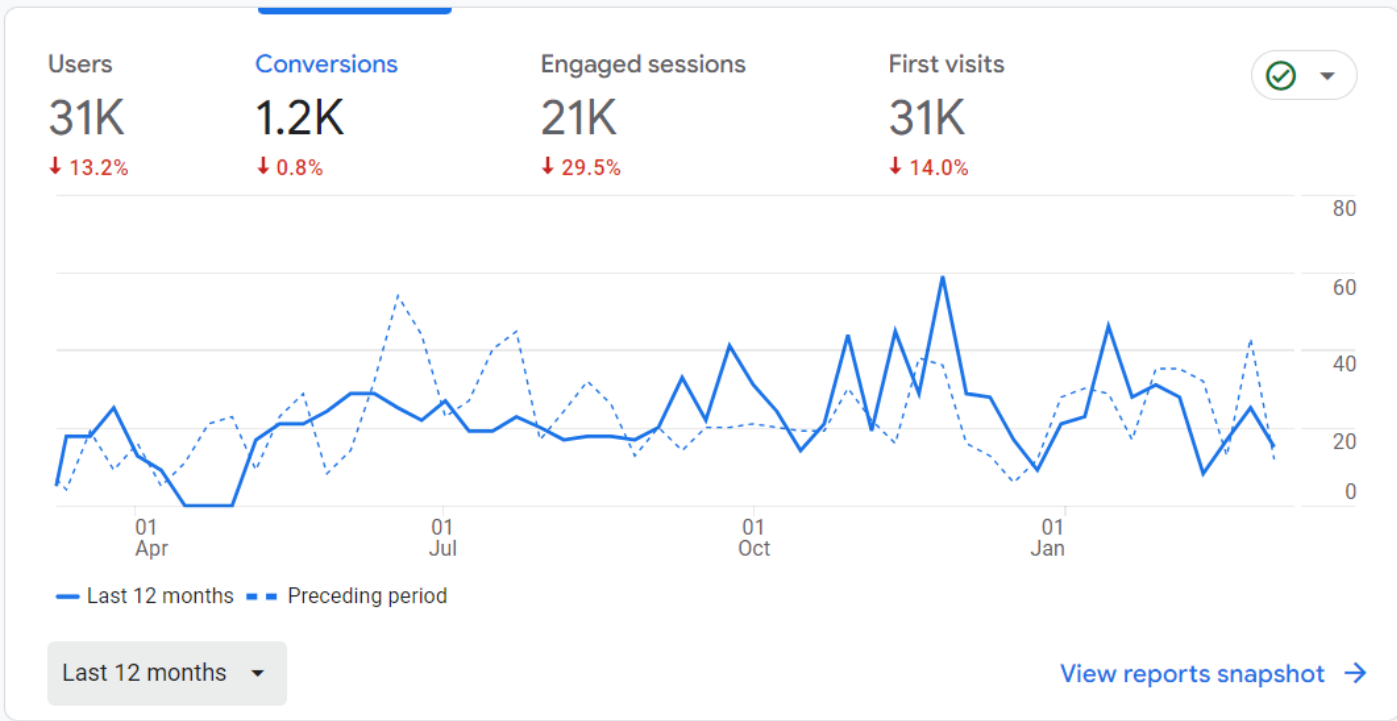 Users
31K
↓ 13.2%
Conversions
1.2K
↓ 0.8%
Engaged sessions
21K
↓ 29.5%
First visits
31K
↓ 14.0%
80
60
40
20
0
01
Apr
01
Jul
01
Oct
01
Jan
Last 12 months
Preceding period
Last 12 months
View reports snapshot →